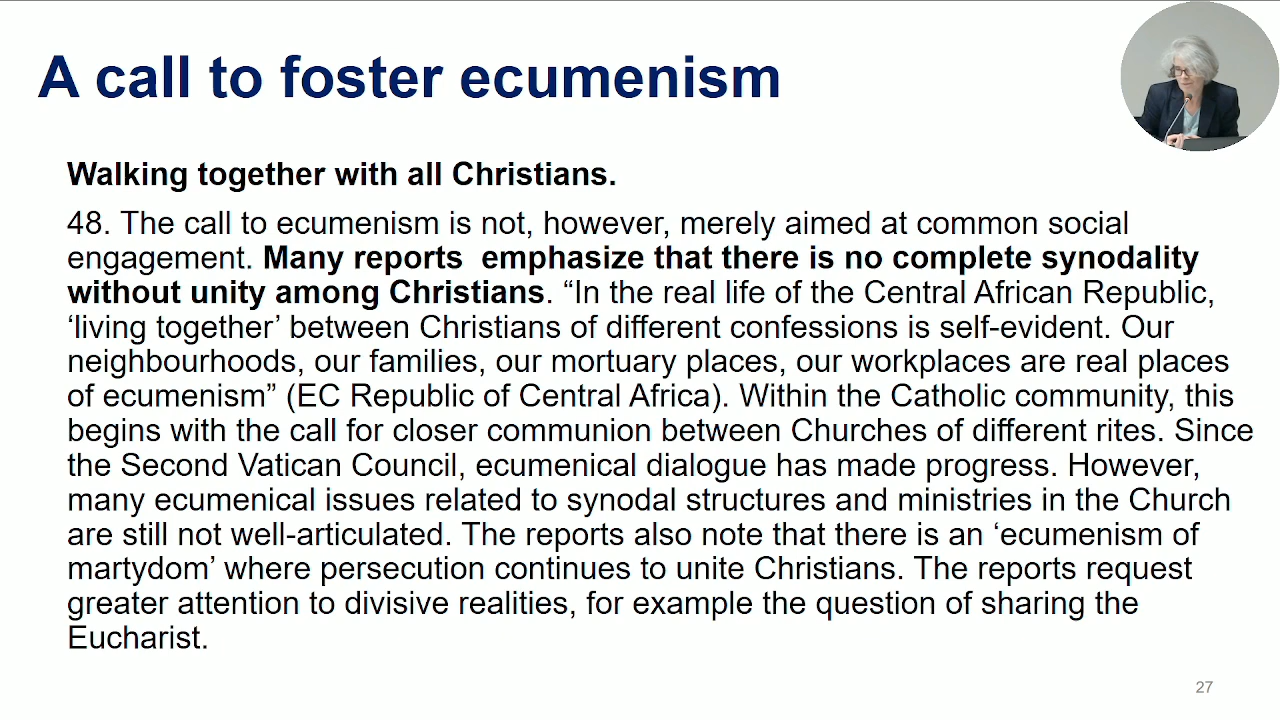 A call to foster ecumenism
Walking together with all Christians.
48. The call to ecumenism is not, however, merely aimed at common social
engagement. Many reports  emphasize that there is no complete synodality
without unity among Christians. “In the real life of the Central African Republic,
‘living together’ between Christians of different confessions is self-evident. Our
neighbourhoods, our families, our mortuary places, our workplaces are real places
of ecumenism” (EC Republic of Central Africa). Within the Catholic community, this
begins with the call for closer communion between Churches of different rites. Since
the Second Vatican Council, ecumenical dialogue has made progress. However,
many ecumenical issues related to synodal structures and ministries in the Church
are still not well-articulated. The reports also note that there is an ‘ecumenism of
martydom’ where persecution continues to unite Christians. The reports request
greater attention to divisive realities, for example the question of sharing the
Eucharist.
27